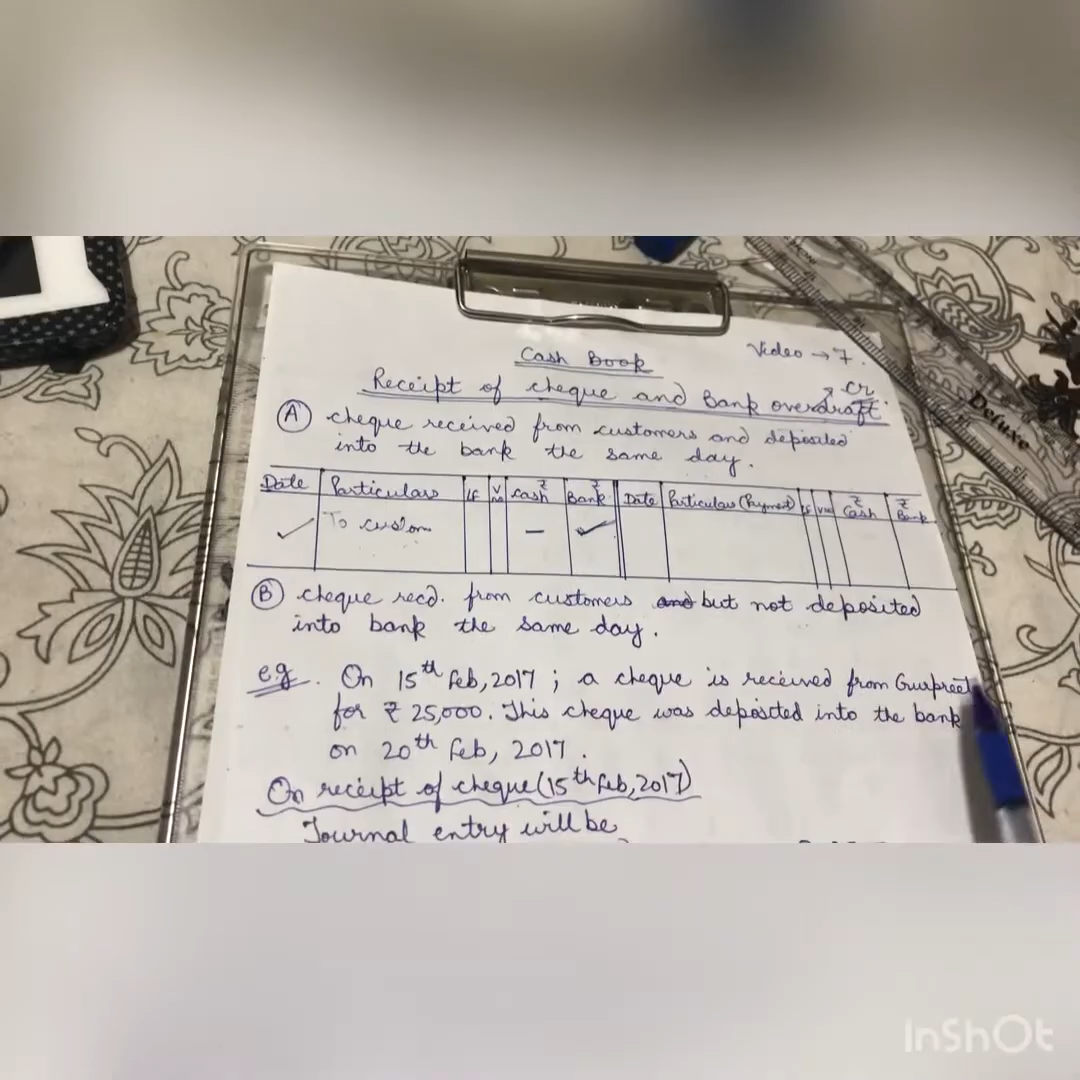 Cash Book
Video → 7.
Receipt of cheque and Bank overdraft → Cr.
A cheque received from customers and deposited
into the bank the same day.
Date Particulars LF V no ₹ Cash ₹ Bank Date Particulars (Payment) LF VNo ₹ Cash ₹ Bank
To custom — ✓
B cheque recd. from customers and but not deposited
into bank the same day.
e.g. On 15th Feb, 2017 ; a cheque is received from Gurpreet
for ₹ 25,000. This cheque was deposited into the bank
on 20th Feb, 2017.
On receipt of cheque (15th Feb, 2017)
Journal entry will be
Defuse
InShOt